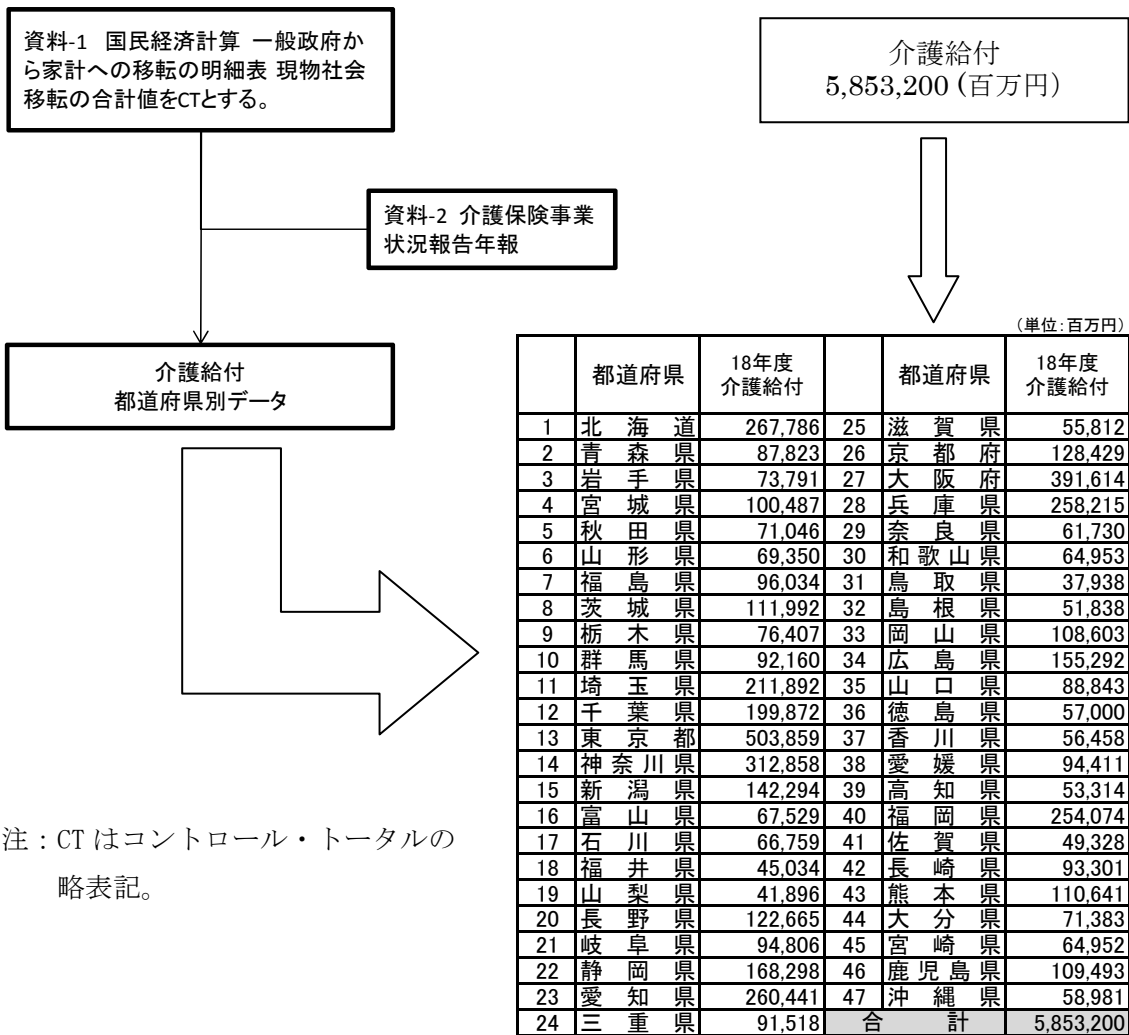 資料-1 国民経済計算 一般政府か
ら家計への移転の明細表 現物社会
移転の合計値をCTとする。
介護給付
5,853,200 (百万円)
資料-2 介護保険事業
状況報告年報
介護給付
都道府県別データ
（単位:百万円）
都道府県 18年度 介護給付 都道府県 18年度 介護給付
1 北海道 267,786 25 滋賀県 55,812
2 青森県 87,823 26 京都府 128,429
3 岩手県 73,791 27 大阪府 391,614
4 宮城県 100,487 28 兵庫県 258,215
5 秋田県 71,046 29 奈良県 61,730
6 山形県 69,350 30 和歌山県 64,953
7 福島県 96,034 31 鳥取県 37,938
8 茨城県 111,992 32 島根県 51,838
9 栃木県 76,407 33 岡山県 108,603
10 群馬県 92,160 34 広島県 155,292
11 埼玉県 211,892 35 山口県 88,843
12 千葉県 199,872 36 徳島県 57,000
13 東京都 503,859 37 香川県 56,458
14 神奈川県 312,858 38 愛媛県 94,411
15 新潟県 142,294 39 高知県 53,314
16 富山県 67,529 40 福岡県 254,074
17 石川県 66,759 41 佐賀県 49,328
18 福井県 45,034 42 長崎県 93,301
19 山梨県 41,896 43 熊本県 110,641
20 長野県 122,665 44 大分県 71,383
21 岐阜県 94,806 45 宮崎県 64,952
22 静岡県 168,298 46 鹿児島県 109,493
23 愛知県 260,441 47 沖縄県 58,981
24 三重県 91,518 合計 5,853,200
注：CT はコントロール・トータルの
略表記。